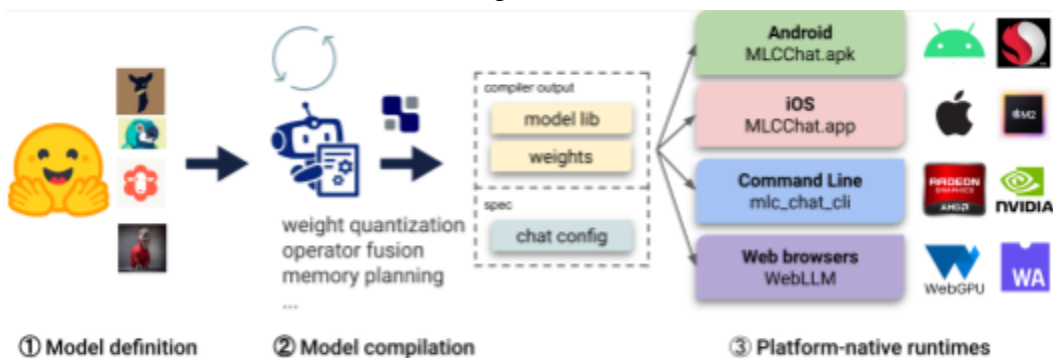 Android
MLCChat.apk
compiler output
model lib
weights
iOS
MLCChat.app
M2
Command Line
mlc_chat_cli
RADEON
GRAPHICS
AMD
NVIDIA
weight quantization
operator fusion
memory planning
...
spec
chat config
Web browsers
WebLLM
WebGPU
WA
① Model definition
② Model compilation
③ Platform-native runtimes